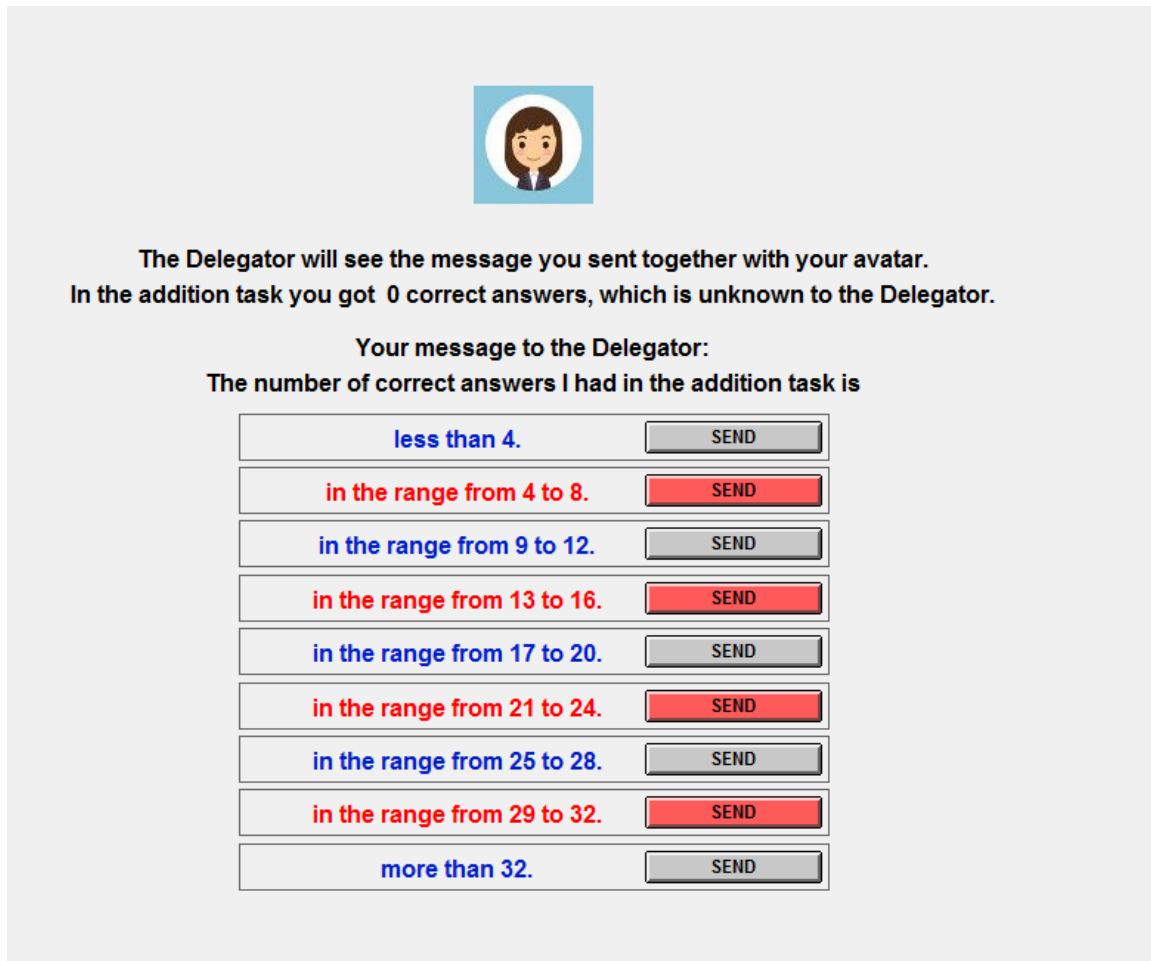 The Delegator will see the message you sent together with your avatar.
In the addition task you got 0 correct answers, which is unknown to the Delegator.
Your message to the Delegator:
The number of correct answers I had in the addition task is
less than 4. SEND
in the range from 4 to 8. SEND
in the range from 9 to 12. SEND
in the range from 13 to 16. SEND
in the range from 17 to 20. SEND
in the range from 21 to 24. SEND
in the range from 25 to 28. SEND
in the range from 29 to 32. SEND
more than 32. SEND